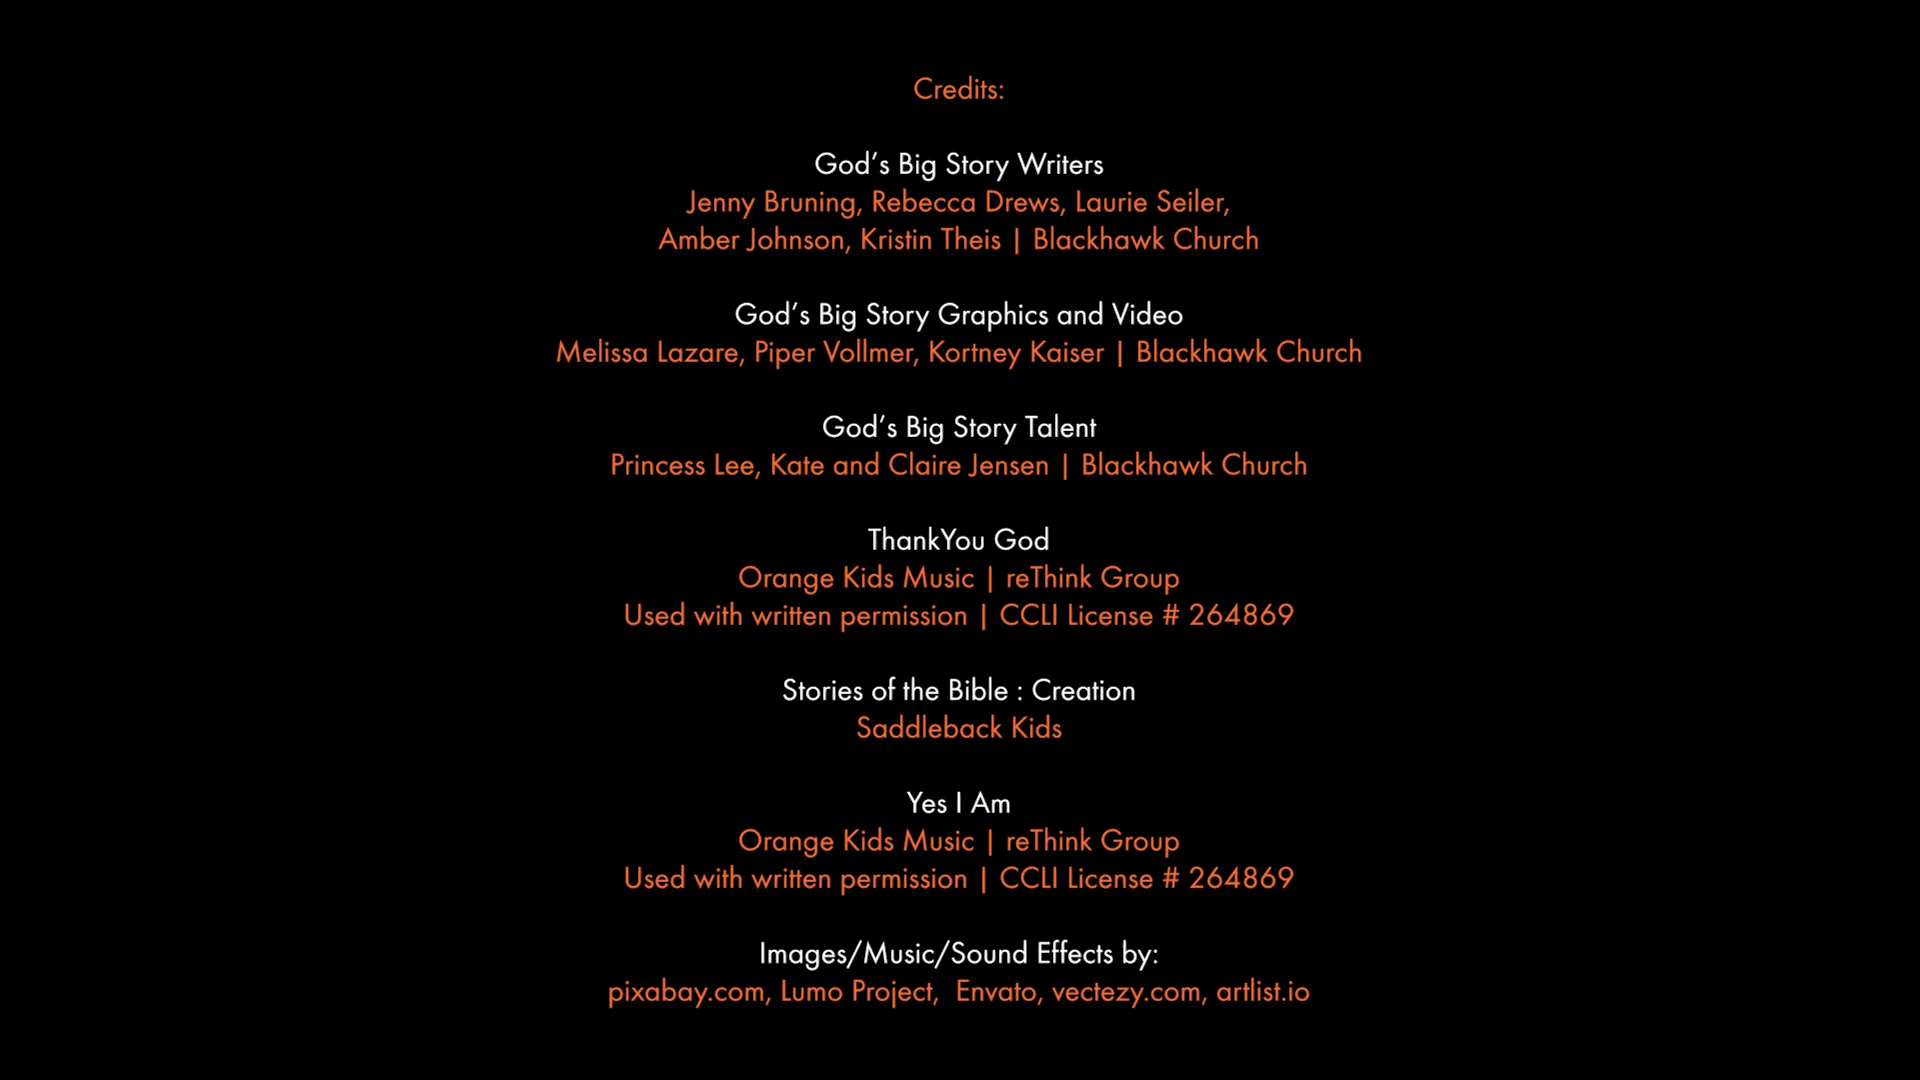 Credits:
God’s Big Story Writers
Jenny Bruning, Rebecca Drews, Laurie Seiler,
Amber Johnson, Kristin Theis | Blackhawk Church
God’s Big Story Graphics and Video
Melissa Lazare, Piper Vollmer, Kortney Kaiser | Blackhawk Church
God’s Big Story Talent
Princess Lee, Kate and Claire Jensen | Blackhawk Church
ThankYou God
Orange Kids Music | reThink Group
Used with written permission | CCLI License # 264869
Stories of the Bible : Creation
Saddleback Kids
Yes I Am
Orange Kids Music | reThink Group
Used with written permission | CCLI License # 264869
Images/Music/Sound Effects by:
pixabay.com, Lumo Project,  Envato, vectezy.com, artlist.io